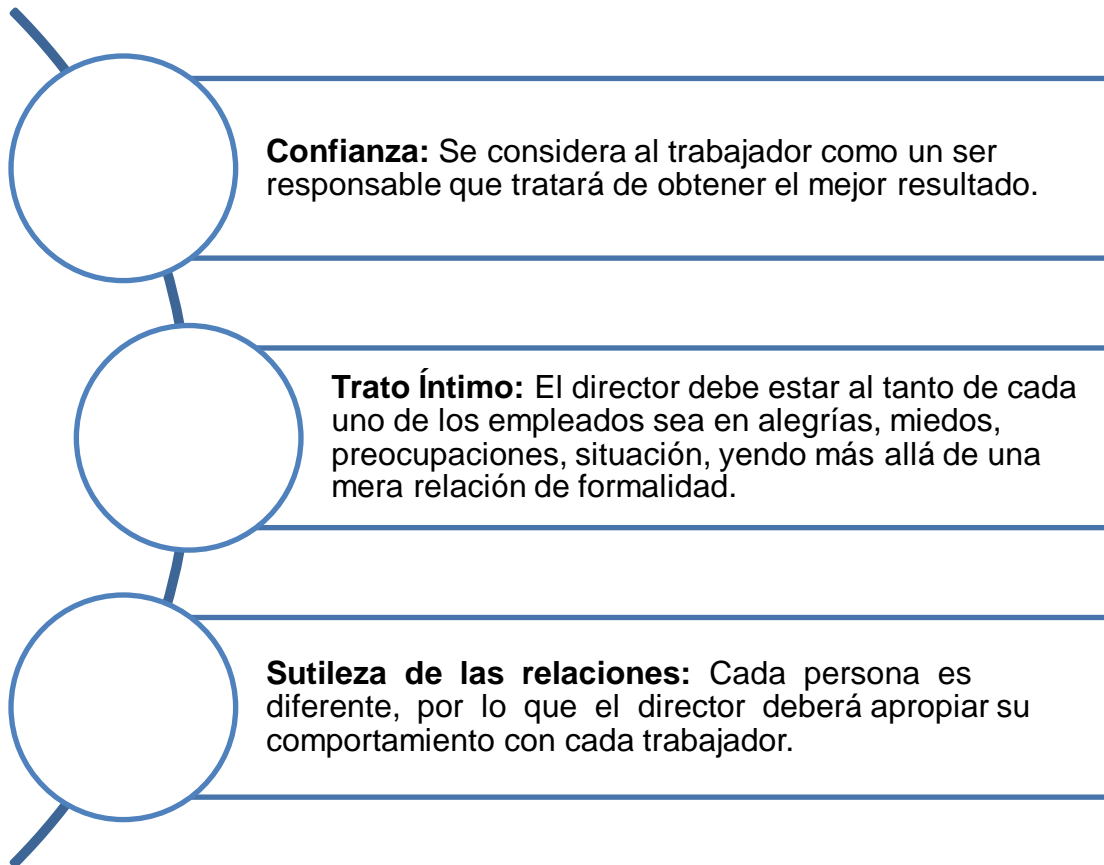 Confianza: Se considera al trabajador como un ser
responsable que tratará de obtener el mejor resultado.
Trato Íntimo: El director debe estar al tanto de cada
uno de los empleados sea en alegrías, miedos,
preocupaciones, situación, yendo más allá de una
mera relación de formalidad.
Sutileza de las relaciones: Cada persona es
diferente, por lo que el director deberá apropiar su
comportamiento con cada trabajador.